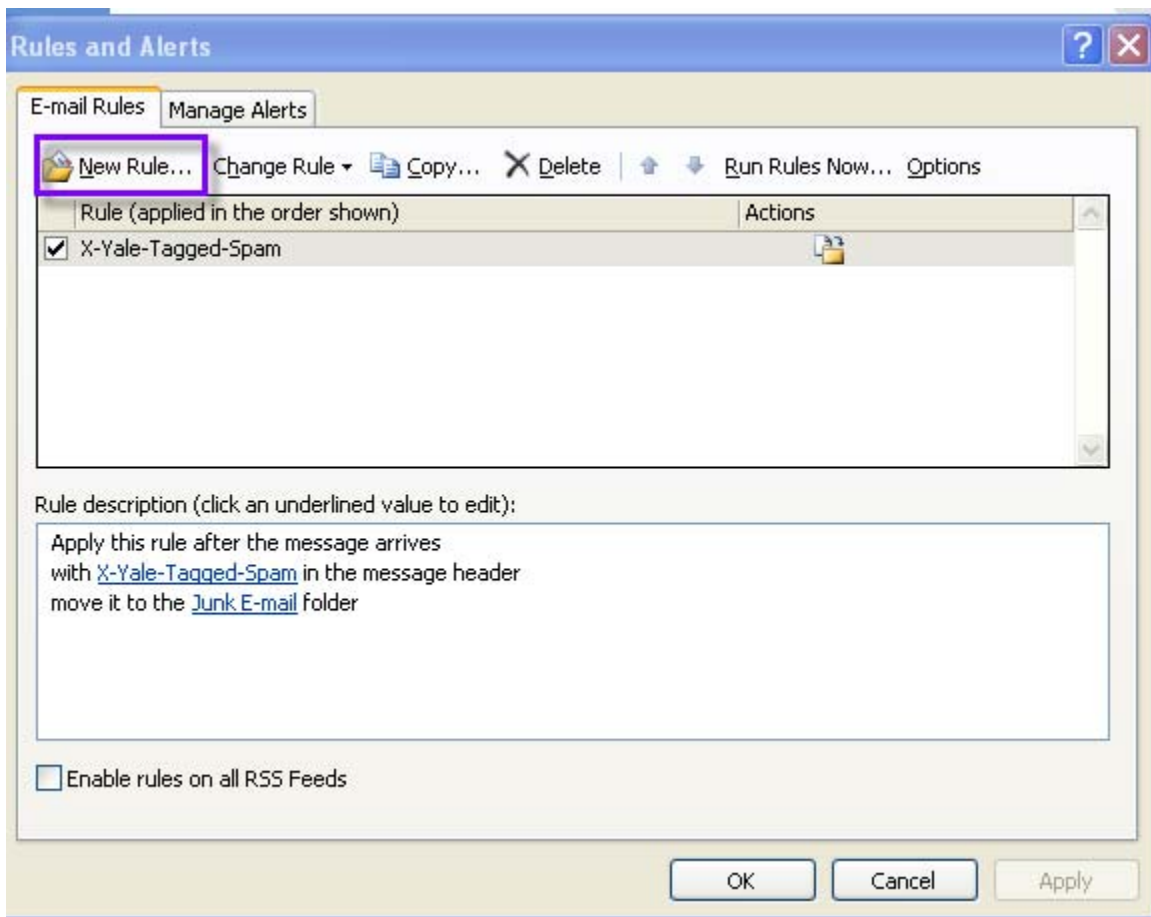 Rules and Alerts
E-mail Rules Manage Alerts
New Rule... Change Rule Copy... Delete Run Rules Now... Options
Rule (applied in the order shown) Actions
X-Yale-Tagged-Spam
Rule description (click an underlined value to edit):
Apply this rule after the message arrives
with X-Yale-Tagged-Spam in the message header
move it to the Junk E-mail folder
Enable rules on all RSS Feeds
OK Cancel Apply